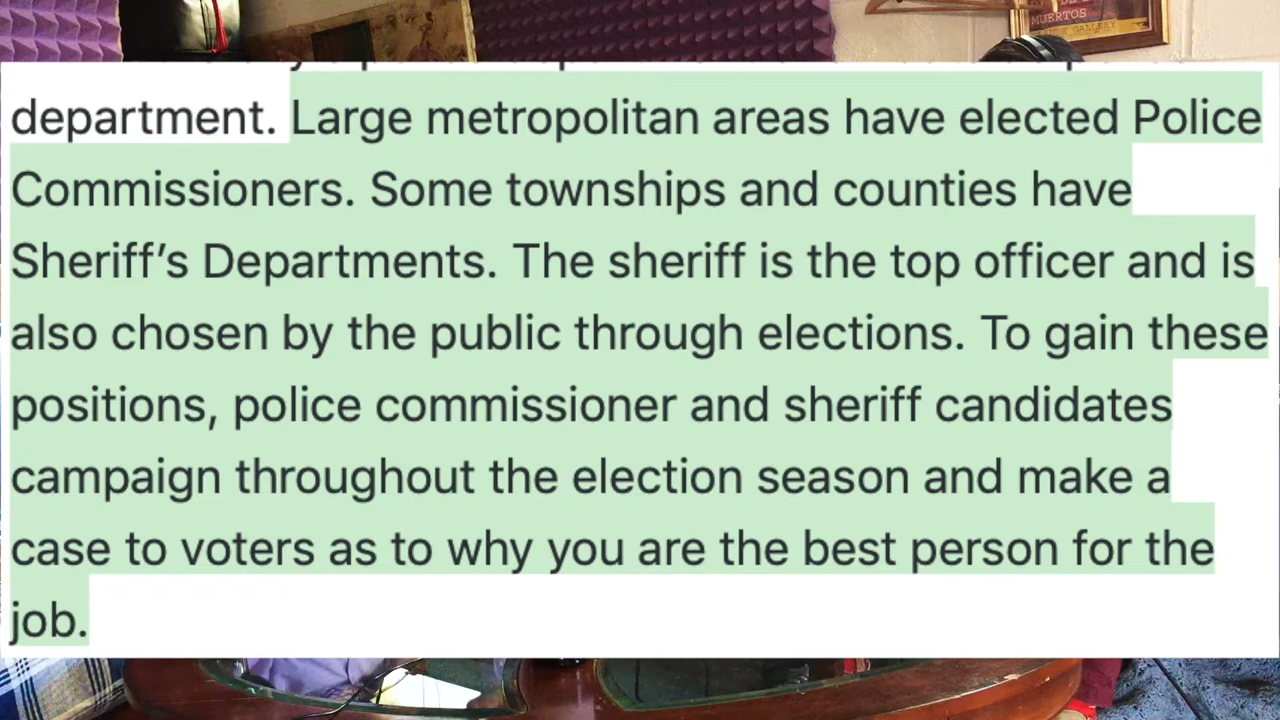 MUERTOS
GALLERY
department. Large metropolitan areas have elected Police
Commissioners. Some townships and counties have
Sheriff’s Departments. The sheriff is the top officer and is
also chosen by the public through elections. To gain these
positions, police commissioner and sheriff candidates
campaign throughout the election season and make a
case to voters as to why you are the best person for the
job.